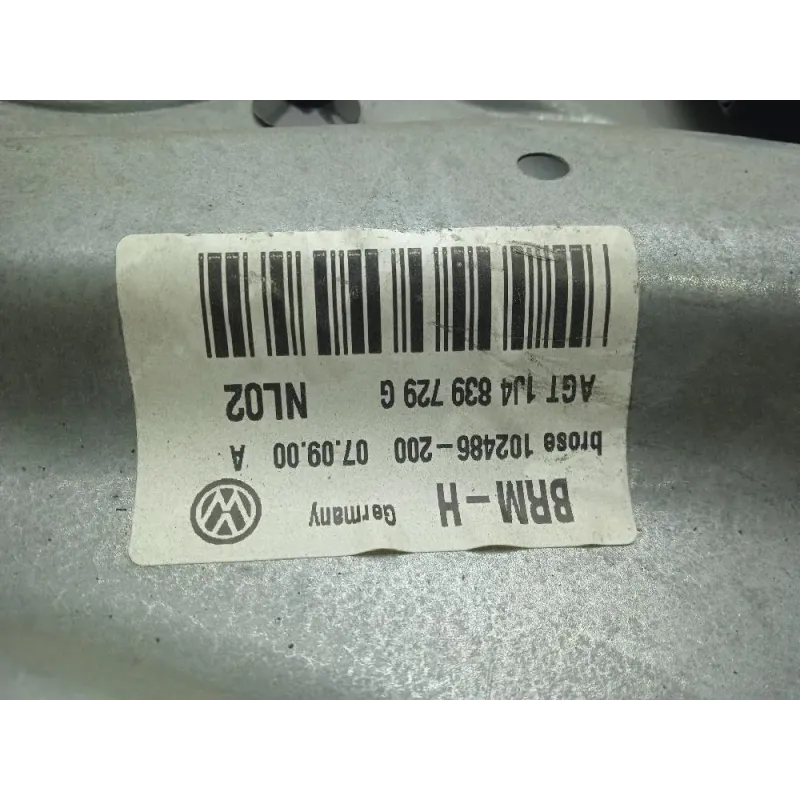 BRM-H Germany
brose 102486-200 07.09.00 A
AGT 1J4 839 729 G NL02